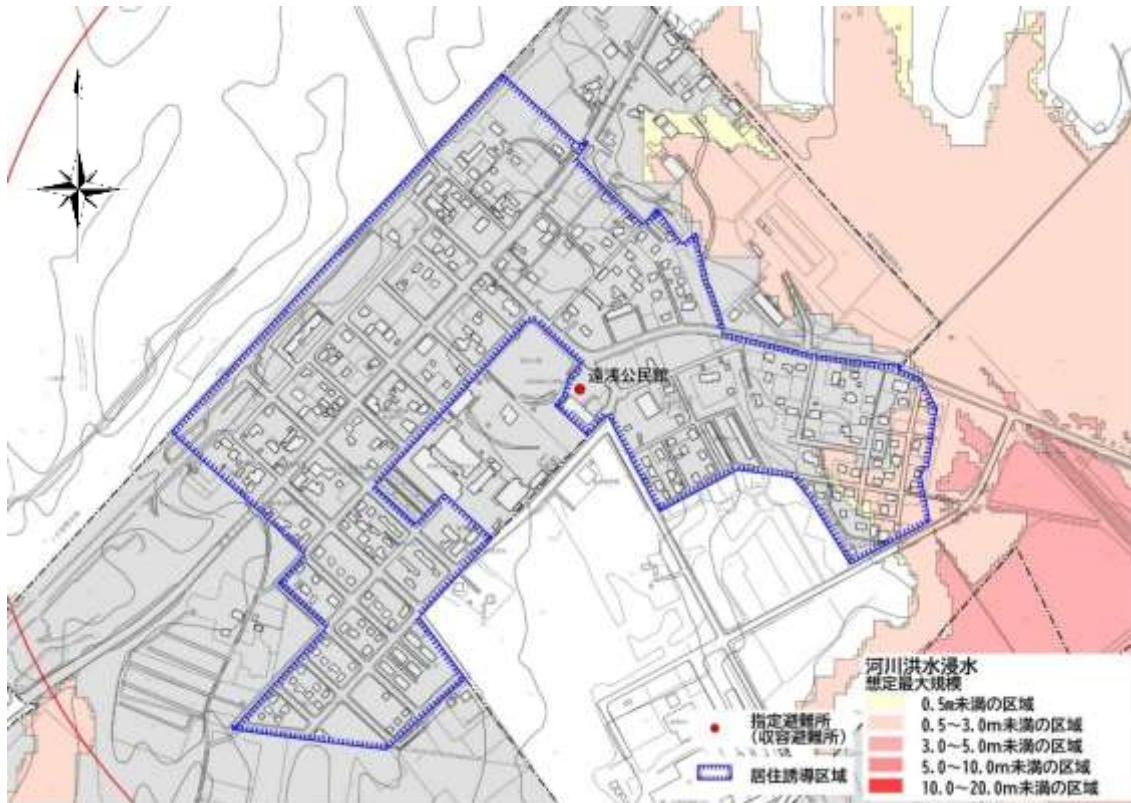 遠浅公民館
河川洪水浸水
想定最大規模
0.5m未満の区域
0.5～3.0m未満の区域
3.0～5.0m未満の区域
5.0～10.0m未満の区域
10.0～20.0m未満の区域
指定避難所
(収容避難所)
居住誘導区域